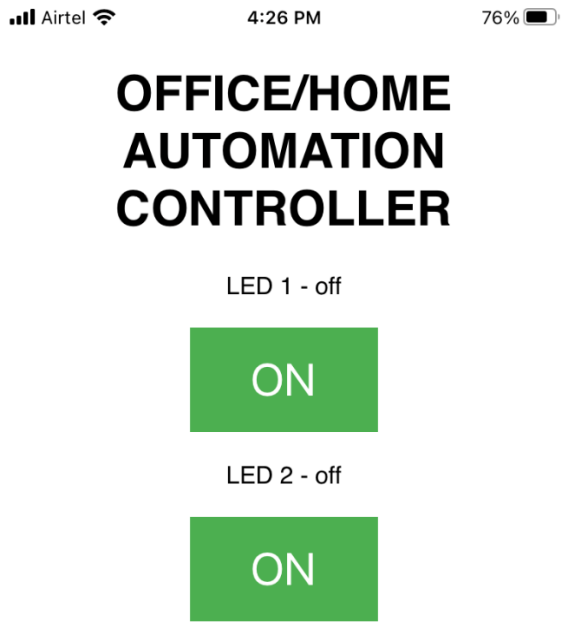 Airtel 4:26 PM 76%
OFFICE/HOME
AUTOMATION
CONTROLLER
LED 1 - off
ON
LED 2 - off
ON